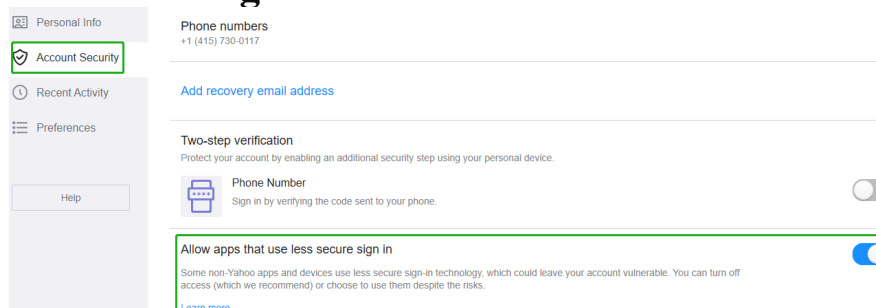 Personal Info
Account Security
Recent Activity
Preferences
Help
Phone numbers
+1 (415) 730-0117
Add recovery email address
Two-step verification
Protect your account by enabling an additional security step using your personal device.
Phone Number
Sign in by verifying the code sent to your phone.
Allow apps that use less secure sign in
Some non-Yahoo apps and devices use less secure sign-in technology, which could leave your account vulnerable. You can turn off
access (which we recommend) or choose to use them despite the risks.
Learn more